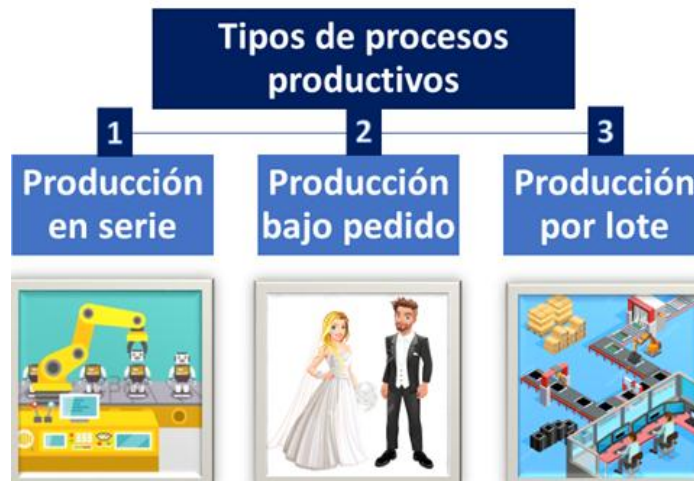 Tipos de procesos
productivos
1
2
3
Producción
en serie
Producción
bajo pedido
Producción
por lote